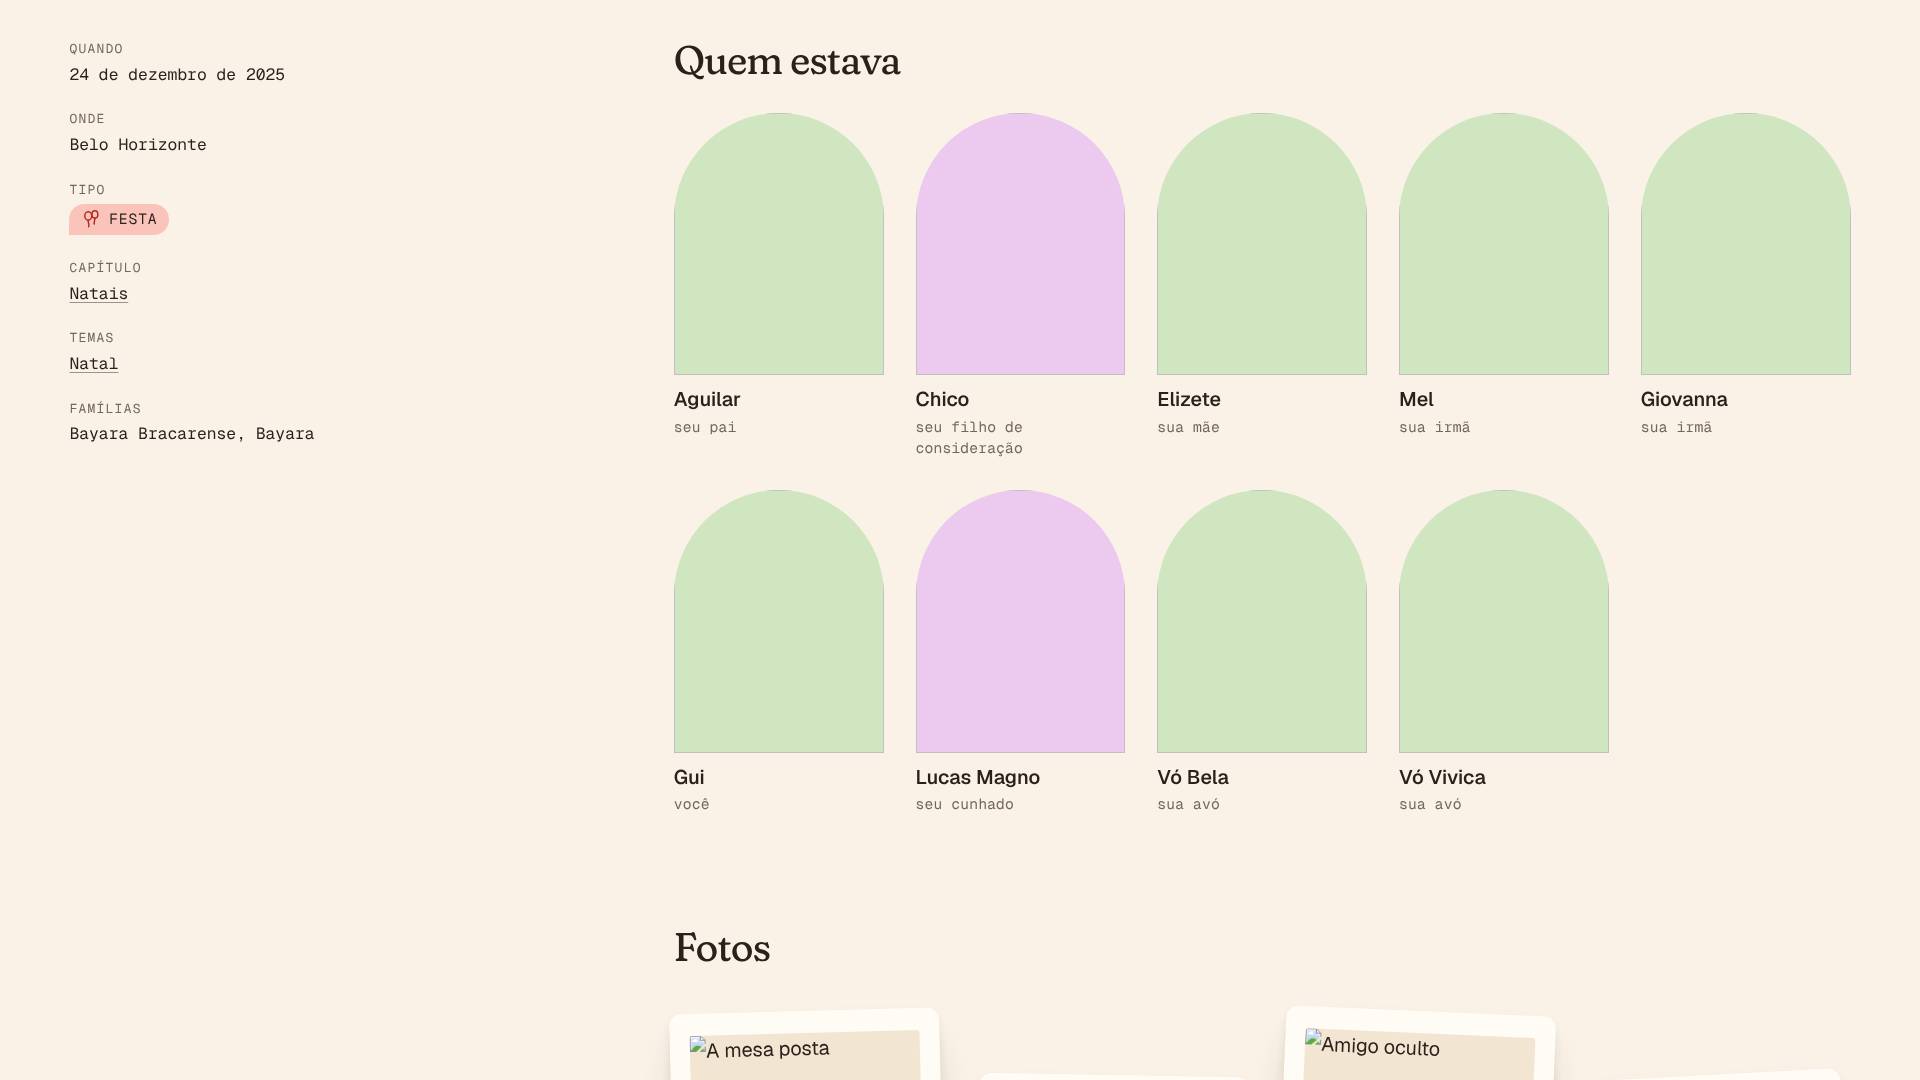 QUANDO
24 de dezembro de 2025
ONDE
Belo Horizonte
TIPO
FESTA
CAPÍTULO
Natais
TEMAS
Natal
FAMÍLIAS
Bayara Bracarense, Bayara
Quem estava
Aguilar
seu pai
Chico
seu filho de
consideração
Elizete
sua mãe
Mel
sua irmã
Giovanna
sua irmã
Gui
você
Lucas Magno
seu cunhado
Vó Bela
sua avó
Vó Vivica
sua avó
Fotos
A mesa posta
Amigo oculto